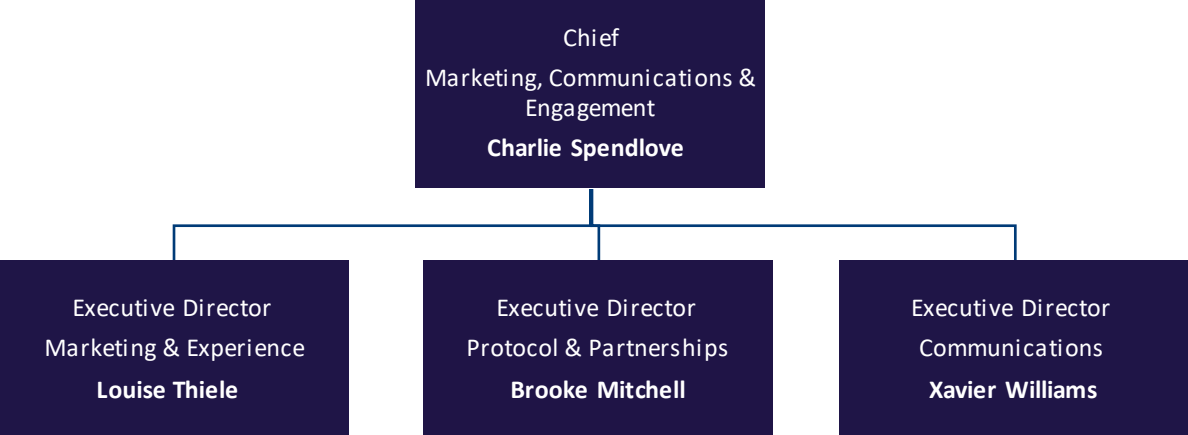 Chief
Marketing, Communications &
Engagement
Charlie Spendlove
Executive Director
Marketing & Experience
Louise Thiele
Executive Director
Protocol & Partnerships
Brooke Mitchell
Executive Director
Communications
Xavier Williams